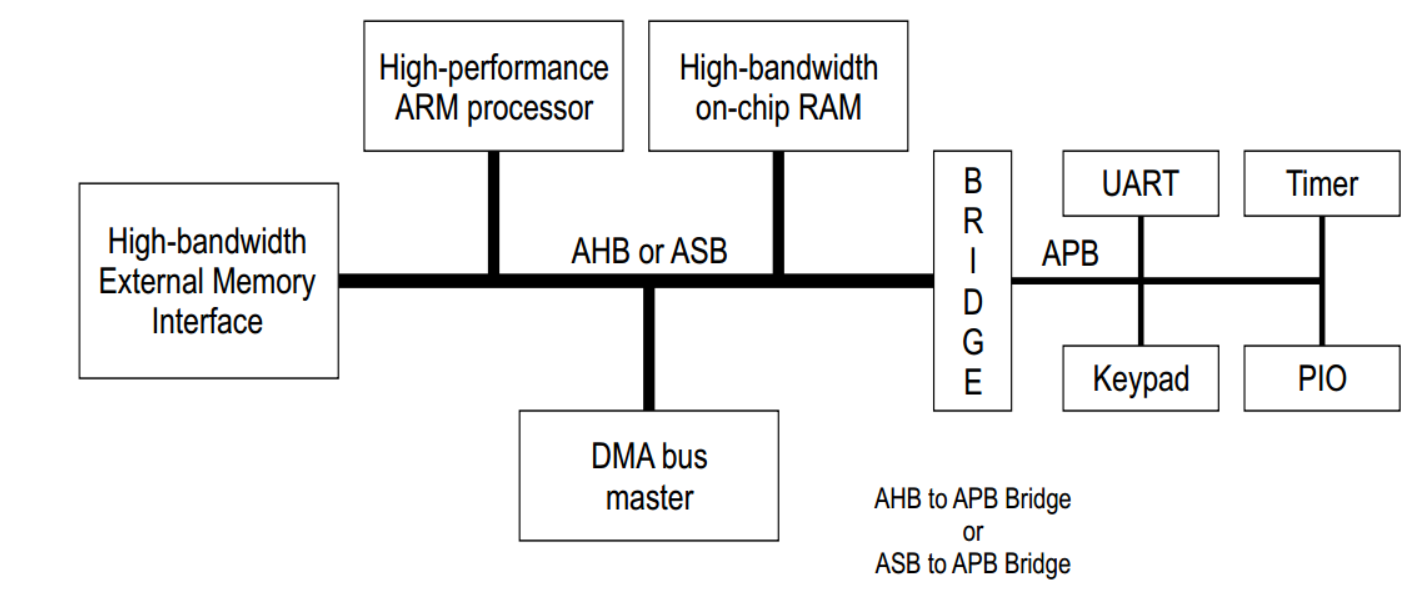 High-performance
ARM processor
High-bandwidth
on-chip RAM
High-bandwidth
External Memory
Interface
AHB or ASB
B
R
I
D
G
E
APB
UART
Timer
Keypad
PIO
DMA bus
master
AHB to APB Bridge
or
ASB to APB Bridge